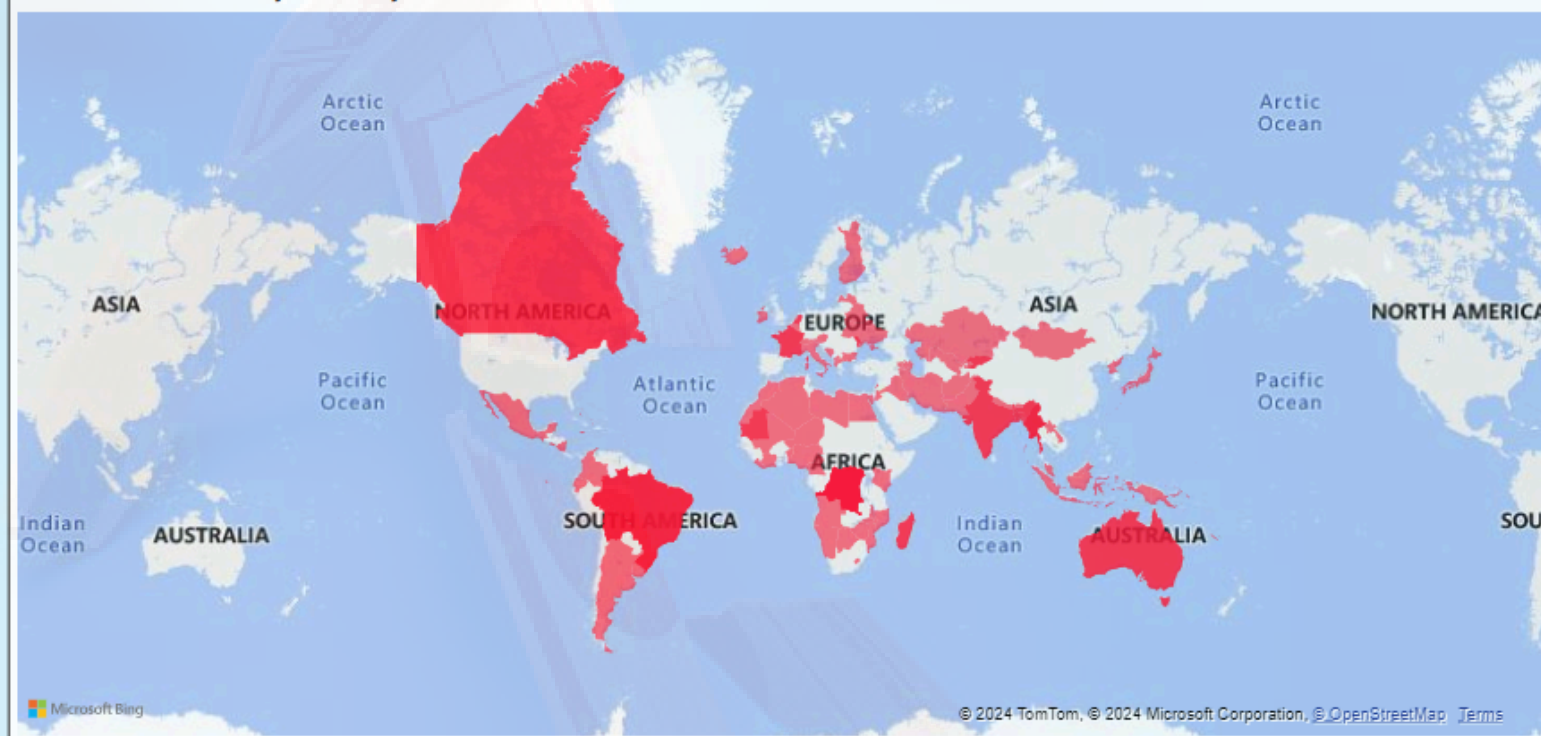 Arctic
Ocean
Arctic
Ocean
ASIA
NORTH AMERICA
EUROPE
ASIA
NORTH AMERICA
Pacific
Ocean
Atlantic
Ocean
Pacific
Ocean
AFRICA
Indian
Ocean
AUSTRALIA
SOUTH AMERICA
Indian
Ocean
AUSTRALIA
SOU
Microsoft Bing
© 2024 TomTom, © 2024 Microsoft Corporation, © OpenStreetMap Terms